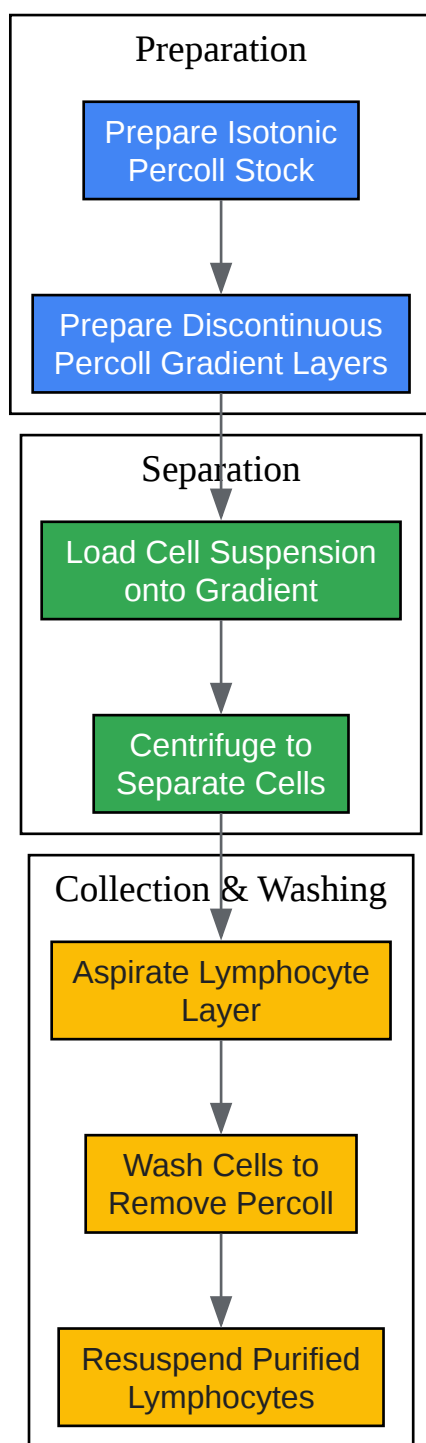 Preparation
Prepare Isotonic
Percoll Stock
Prepare Discontinuous
Percoll Gradient Layers
Separation
Load Cell Suspension
onto Gradient
Centrifuge to
Separate Cells
Collection & Washing
Aspirate Lymphocyte
Layer
Wash Cells to
Remove Percoll
Resuspend Purified
Lymphocytes